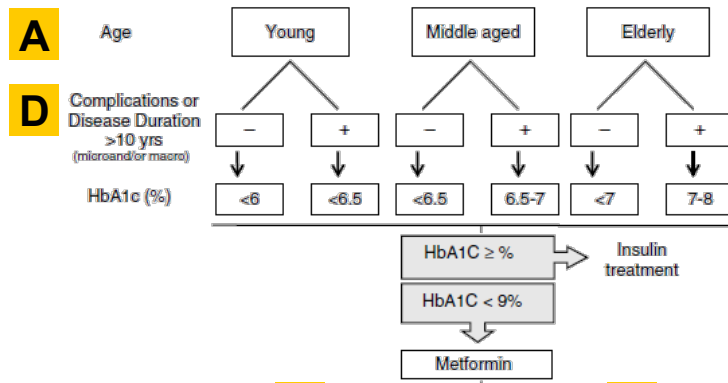 A
Age
Young
Middle aged
Elderly
D
Complications or
Disease Duration
>10 yrs
(microand/or macro)
– + – + – +
HbA1c (%)
<6 <6.5 <6.5 6.5-7 <7 7-8
HbA1C ≥ %
Insulin
treatment
HbA1C < 9%
Metformin